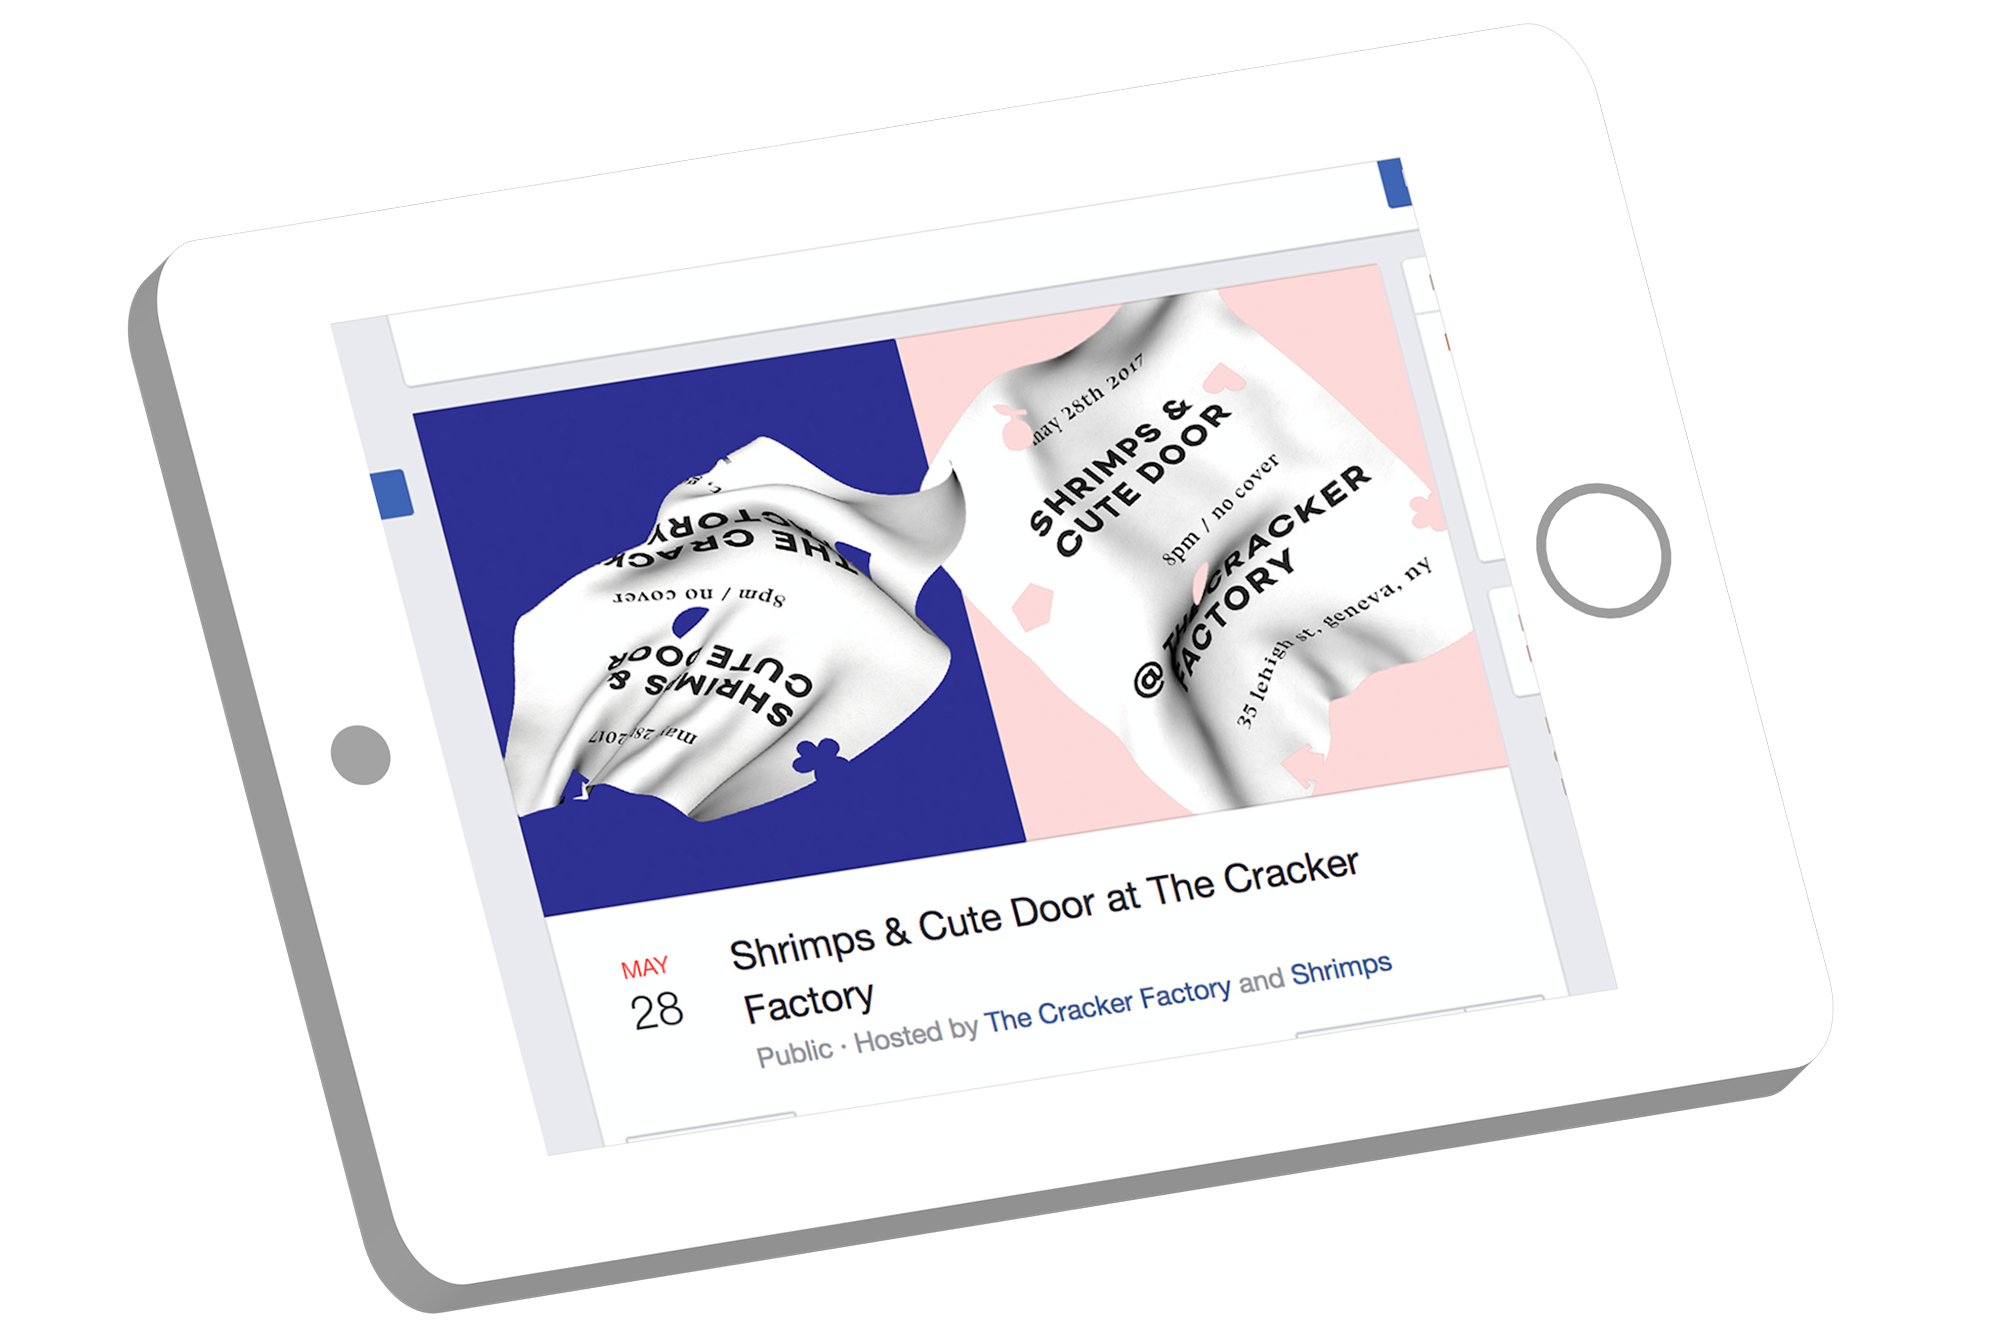 THE CRACK
FACTORY
8pm / no cover
SHRIMPS &
CUTE DOOR
may 28 2017
may 28th 2017
SHRIMPS &
CUTE DOOR
8pm / no cover
@ THE CRACKER
FACTORY
35 lehigh st, geneva, ny
MAY
28
Shrimps & Cute Door at The Cracker
Factory
Public · Hosted by The Cracker Factory and Shrimps